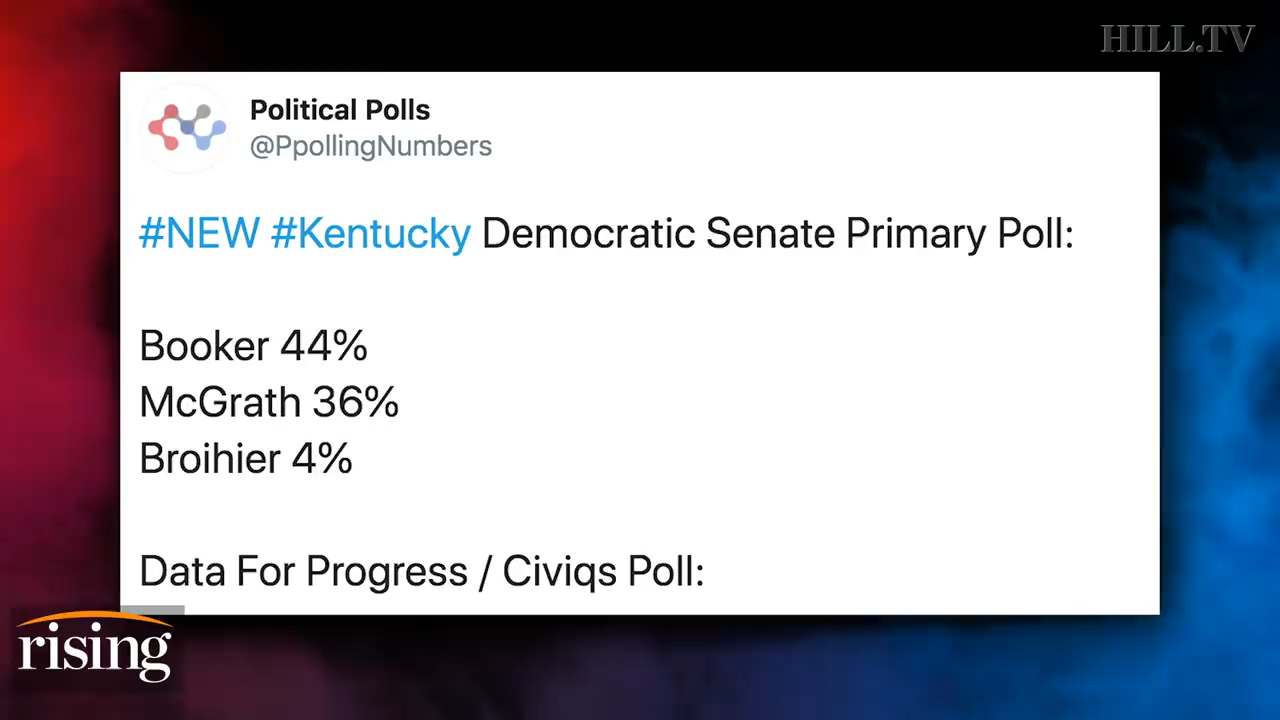 HILL.TV
Political Polls
@PpollingNumbers
#NEW #Kentucky Democratic Senate Primary Poll:
Booker 44%
McGrath 36%
Broihier 4%
Data For Progress / Civiqs Poll:
rising